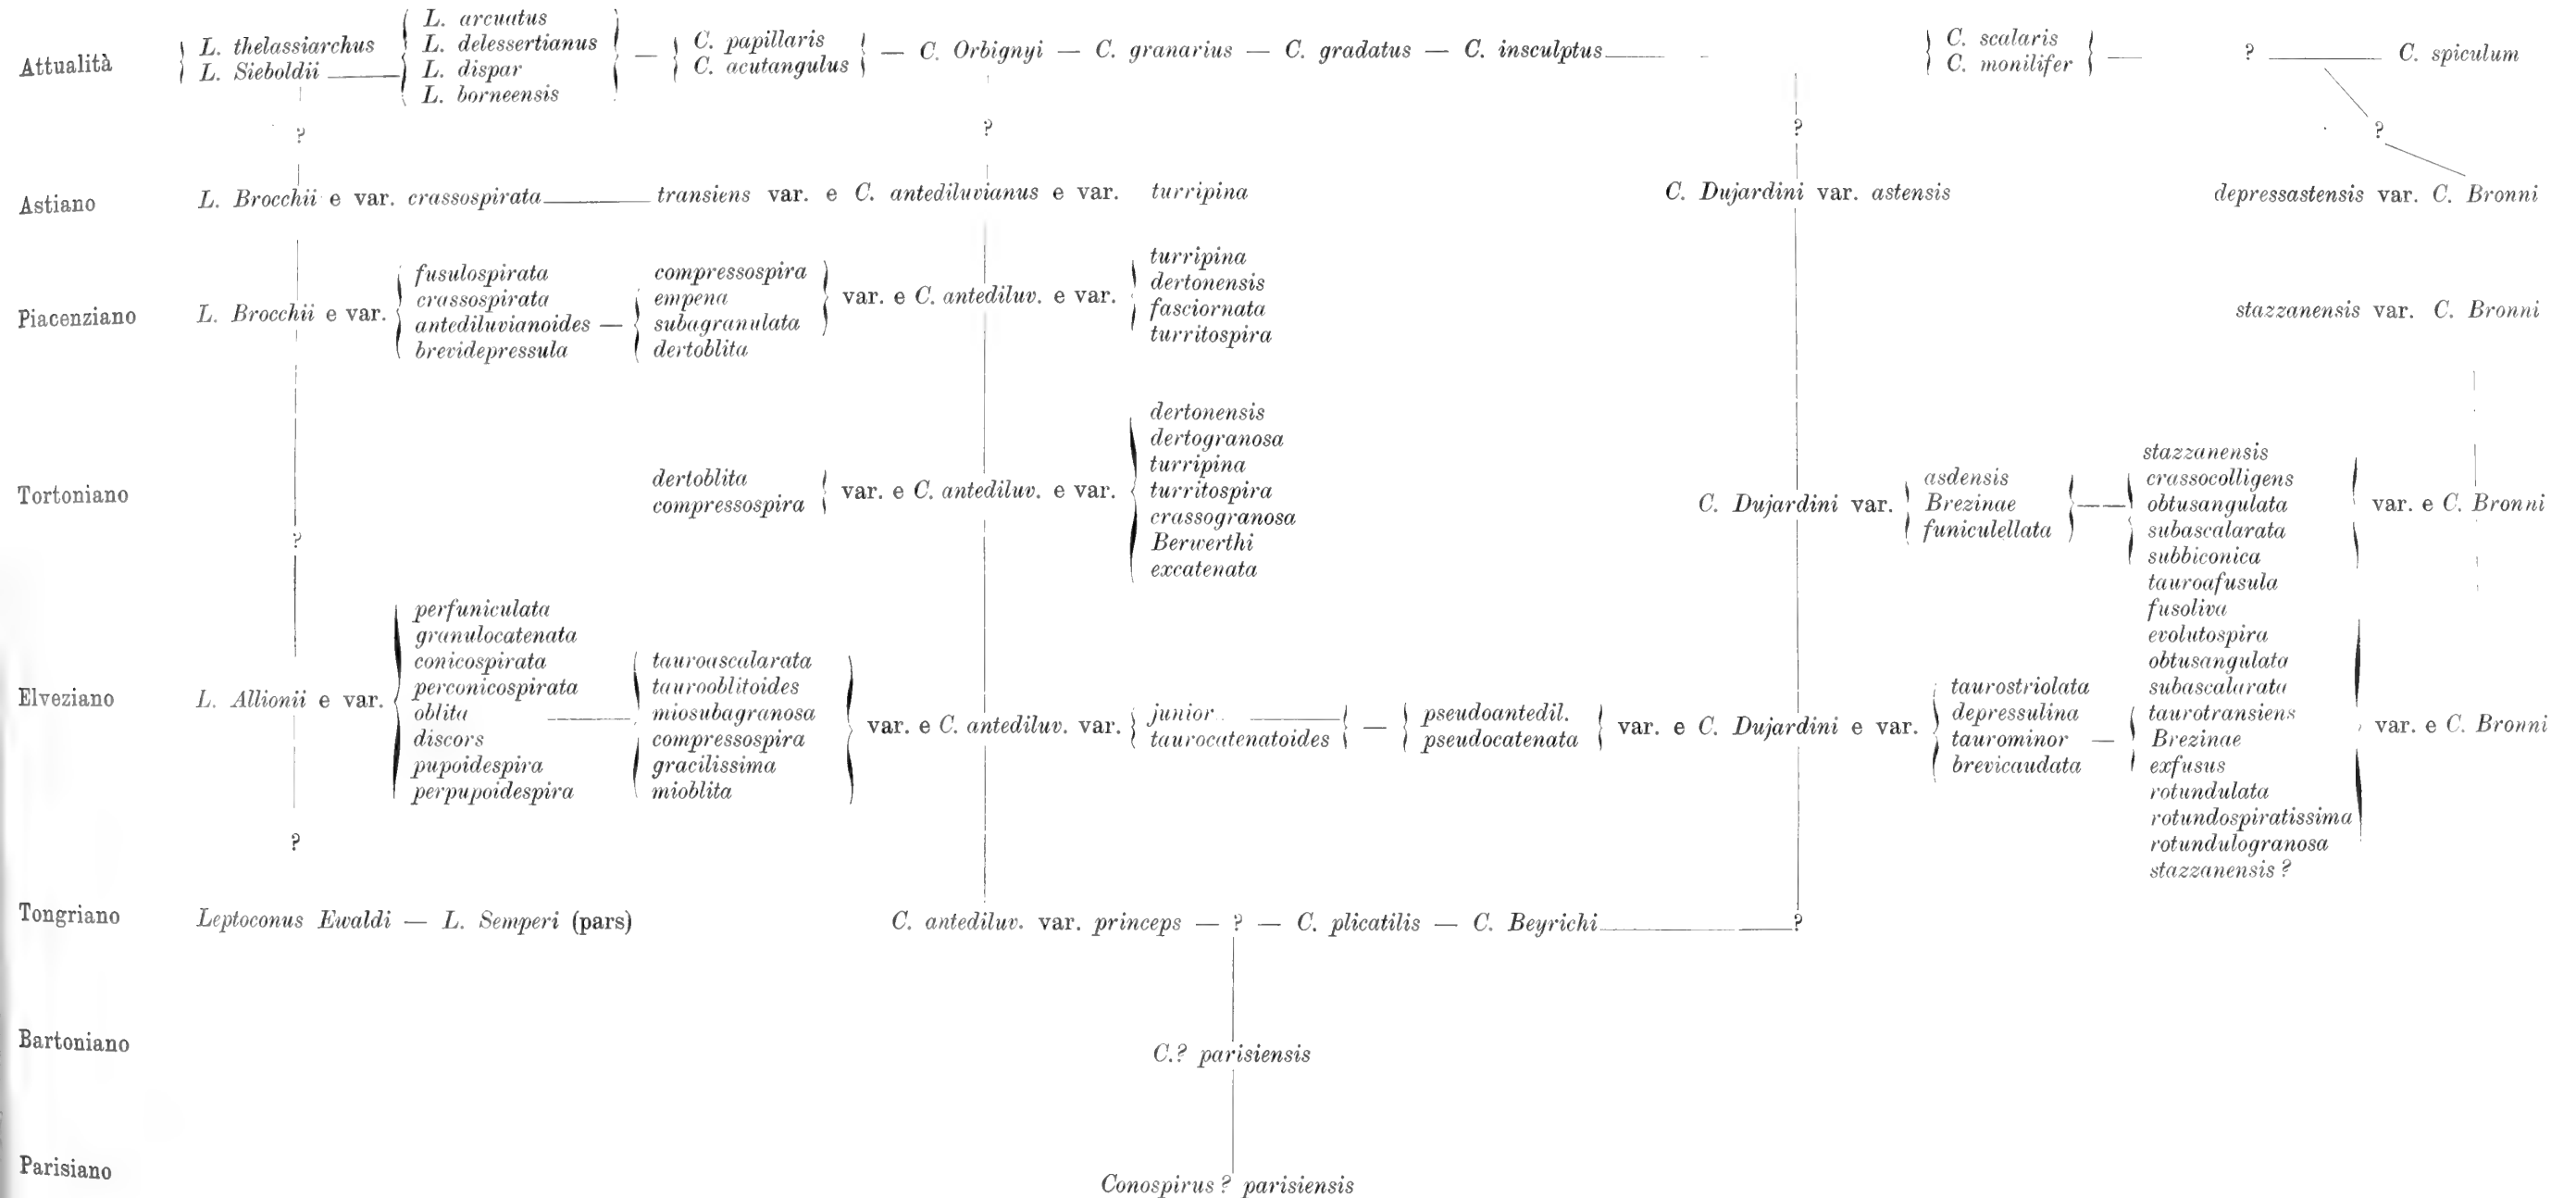 Attualità
L. thelassiarchus
L. Sieboldii
L. arcuatus
L. delessertianus
L. dispar
L. borneensis
— C. papillaris
C. acutangulus
— C. Orbignyi — C. granarius — C. gradatus — C. insculptus
C. scalaris
C. monilifer
— ? — C. spiculum
? ? ? ?
Astiano
L. Brocchii e var. crassospirata — transiens var. e C. antediluvianus e var. turripina
C. Dujardini var. astensis
depressastensis var. C. Bronni
Piacenziano
L. Brocchii e var.
fusulospirata
crassospirata
antediluvianoides —
brevidepressula
compressospira
empena
subagranulata
dertoblita
var. e C. antediluv. e var.
turripina
dertonensis
fasciornata
turritospira
stazzanensis var. C. Bronni
Tortoniano
?
dertoblita
compressospira
var. e C. antediluv. e var.
dertonensis
dertogranosa
turripina
turritospira
crassogranosa
Berwerthi
excatenata
C. Dujardini var.
asdensis
Brezinae
funiculellata
—
stazzanensis
crassocolligens
obtusangulata
subascalarata
subbiconica
var. e C. Bronni
Elveziano
L. Allionii e var.
perfuniculata
granulocatenata
conicospirata
perconicospirata
oblita
discors
pupoidespira
perpupoidespira
—
tauroascalarata
taurooblitoides
miosubagranosa
compressospira
gracilissima
mioblita
var. e C. antediluv. var.
junior
taurocatenatoides
—
pseudoantedil.
pseudocatenata
var. e C. Dujardini e var.
taurostriolata
depressulina
taurominor —
brevicaudata
tauroafusula
fusoliva
evolutospira
obtusangulata
subascalarata
taurotransiens
Brezinae
exfusus
rotundulata
rotundospiratissima
rotundulogranosa
stazzanensis ?
var. e C. Bronni
?
Tongriano
Leptoconus Ewaldi — L. Semperi (pars)
C. antediluv. var. princeps — ? — C. plicatilis — C. Beyrichi — ?
Bartoniano
C.? parisiensis
Parisiano
Conospirus ? parisiensis